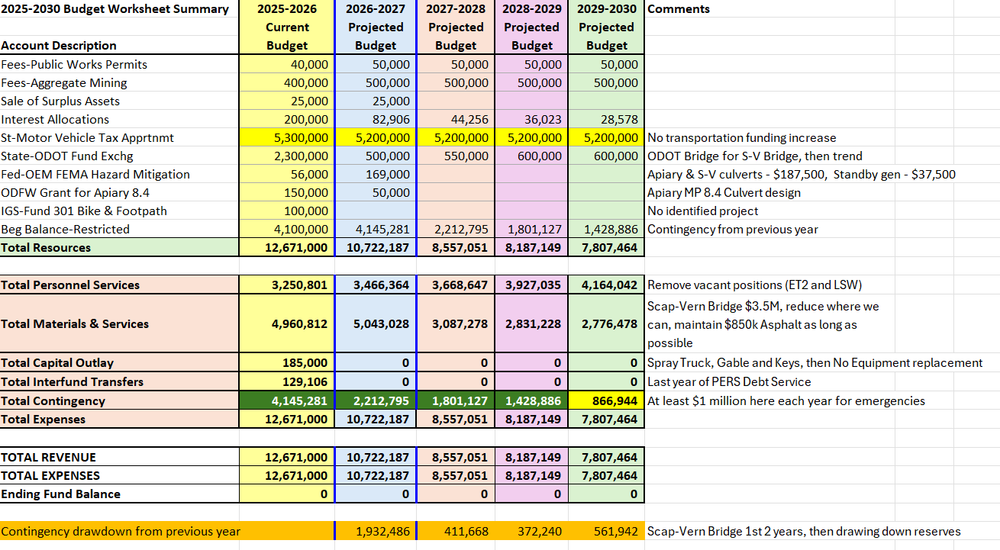 2025-2030 Budget Worksheet Summary 2025-2026 2026-2027 2027-2028 2028-2029 2029-2030 Comments
Current Projected Projected Projected Projected
Account Description Budget Budget Budget Budget Budget
Fees-Public Works Permits 40,000 50,000 50,000 50,000 50,000
Fees-Aggregate Mining 400,000 500,000 500,000 500,000 500,000
Sale of Surplus Assets 25,000 25,000
Interest Allocations 200,000 82,906 44,256 36,023 28,578
St-Motor Vehicle Tax Apprtnmt 5,300,000 5,200,000 5,200,000 5,200,000 5,200,000 No transportation funding increase
State-ODOT Fund Exchg 2,300,000 500,000 550,000 600,000 600,000 ODOT Bridge for S-V Bridge, then trend
Fed-OEM FEMA Hazard Mitigation 56,000 169,000 Apiary & S-V culverts - $187,500, Standby gen - $37,500
ODFW Grant for Apiary 8.4 150,000 50,000 Apiary MP 8.4 Culvert design
IGS-Fund 301 Bike & Footpath 100,000 No identified project
Beg Balance-Restricted 4,100,000 4,145,281 2,212,795 1,801,127 1,428,886 Contingency from previous year
Total Resources 12,671,000 10,722,187 8,557,051 8,187,149 7,807,464
Total Personnel Services 3,250,801 3,466,364 3,668,647 3,927,035 4,164,042 Remove vacant positions (ET2 and LSW)
Total Materials & Services 4,960,812 5,043,028 3,087,278 2,831,228 2,776,478 Scap-Vern Bridge $3.5M, reduce where we
can, maintain $850k Asphalt as long as
possible
Total Capital Outlay 185,000 0 0 0 0 Spray Truck, Gable and Keys, then No Equipment replacement
Total Interfund Transfers 129,106 0 0 0 0 Last year of PERS Debt Service
Total Contingency 4,145,281 2,212,795 1,801,127 1,428,886 866,944 At least $1 million here each year for emergencies
Total Expenses 12,671,000 10,722,187 8,557,051 8,187,149 7,807,464
TOTAL REVENUE 12,671,000 10,722,187 8,557,051 8,187,149 7,807,464
TOTAL EXPENSES 12,671,000 10,722,187 8,557,051 8,187,149 7,807,464
Ending Fund Balance 0 0 0 0 0
Contingency drawdown from previous year 1,932,486 411,668 372,240 561,942 Scap-Vern Bridge 1st 2 years, then drawing down reserves